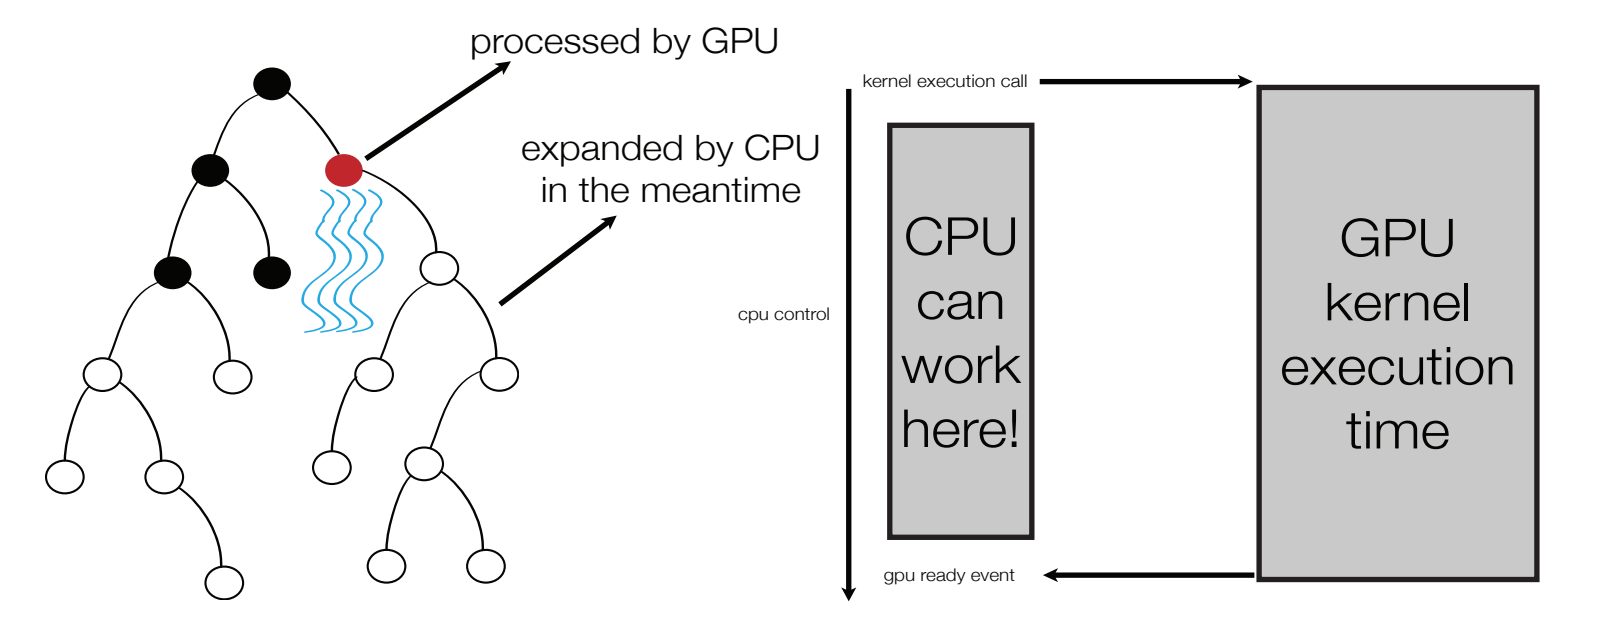 processed by GPU
expanded by CPU
in the meantime
kernel execution call
cpu control
CPU
can
work
here!
gpu ready event
GPU
kernel
execution
time